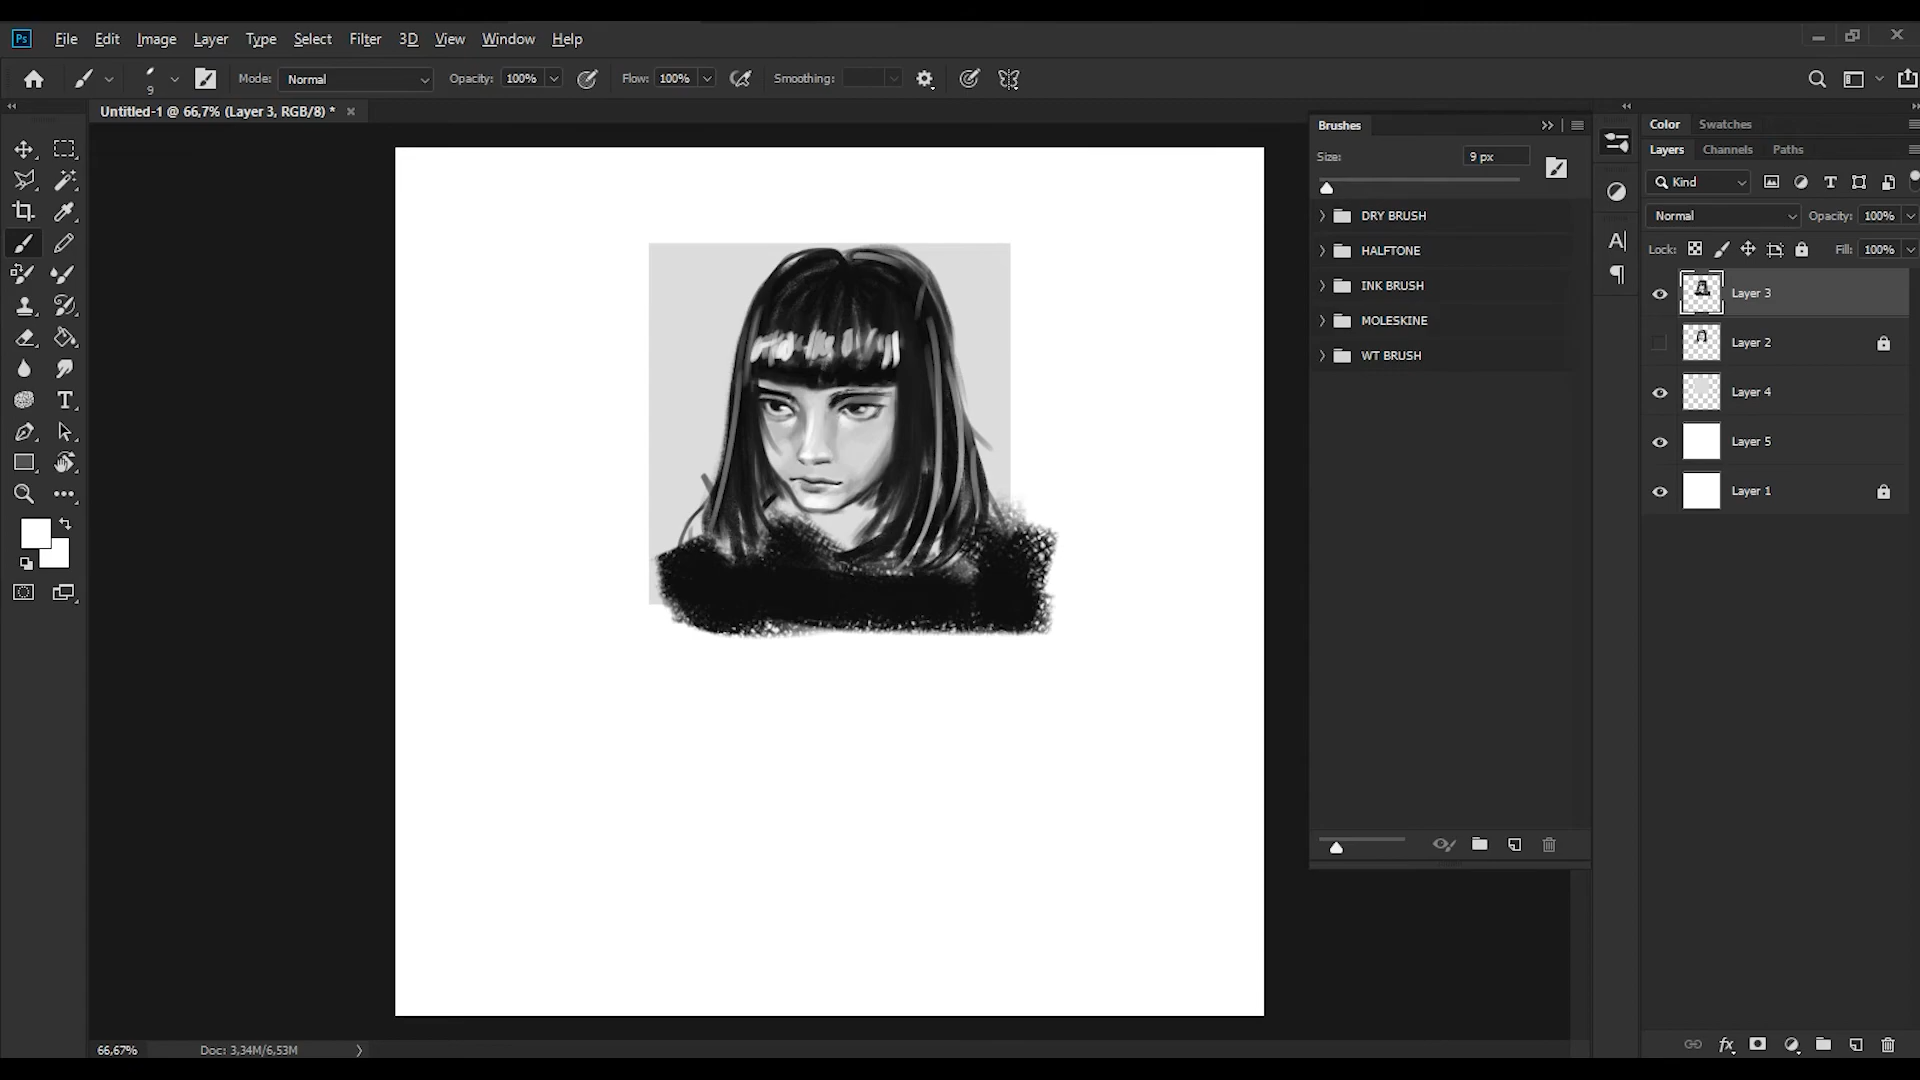 Ps File Edit Image Layer Type Select Filter 3D View Window Help
9 Mode: Normal Opacity: 100% Flow: 100% Smoothing:
Untitled-1 @ 66,7% (Layer 3, RGB/8) *
Brushes
Size: 9 px
DRY BRUSH
HALFTONE
INK BRUSH
MOLESKINE
WT BRUSH
Color Swatches
Layers Channels Paths
Kind
Normal Opacity: 100%
Lock: Fill: 100%
Layer 3
Layer 2
Layer 4
Layer 5
Layer 1
66,67% Doc: 3,34M/6,53M